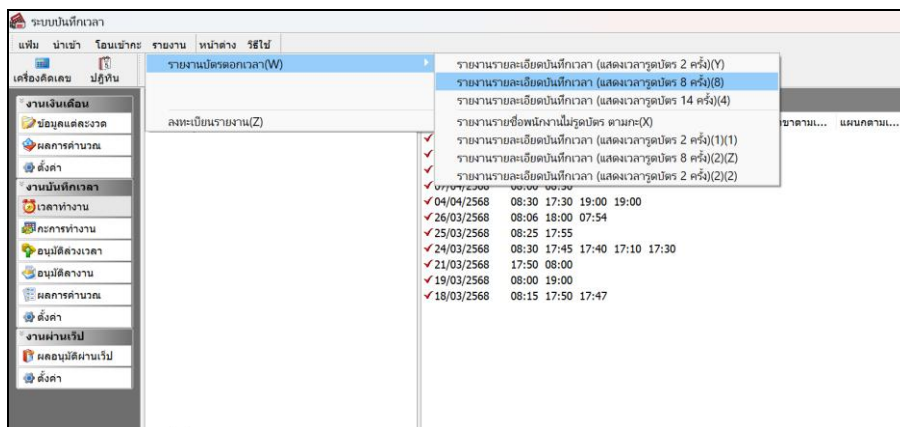 ระบบบันทึกเวลา
แฟ้ม นำเข้า โอนเข้ากะ รายงาน หน้าต่าง วิธีใช้
เครื่องคิดเลข ปฏิทิน
รายงานบัตรตอกเวลา(W)
ลงทะเบียนรายงาน(Z)
รายงานรายละเอียดบันทึกเวลา (แสดงเวลารูดบัตร 2 ครั้ง)(Y)
รายงานรายละเอียดบันทึกเวลา (แสดงเวลารูดบัตร 8 ครั้ง)(8)
รายงานรายละเอียดบันทึกเวลา (แสดงเวลารูดบัตร 14 ครั้ง)(4)
รายงานรายชื่อพนักงานไม่รูดบัตร ตามกะ(X)
รายงานรายละเอียดบันทึกเวลา (แสดงเวลารูดบัตร 2 ครั้ง)(1)(1)
รายงานรายละเอียดบันทึกเวลา (แสดงเวลารูดบัตร 8 ครั้ง)(2)(Z)
รายงานรายละเอียดบันทึกเวลา (แสดงเวลารูดบัตร 2 ครั้ง)(2)(2)
แผนกตามเ...
งานเงินเดือน
ข้อมูลแต่ละงวด
ผลการคำนวณ
ตั้งค่า
งานบันทึกเวลา
เวลาทำงาน
กะการทำงาน
อนุมัติล่วงเวลา
อนุมัติลางาน
ผลการคำนวณ
ตั้งค่า
งานผ่านเว็ป
ผลอนุมัติผ่านเว็ป
ตั้งค่า
04/04/2568 08:30 17:30 19:00 19:00
26/03/2568 08:06 18:00 07:54
25/03/2568 08:25 17:55
24/03/2568 08:30 17:45 17:40 17:10 17:30
21/03/2568 17:50 08:00
19/03/2568 08:00 19:00
18/03/2568 08:15 17:50 17:47